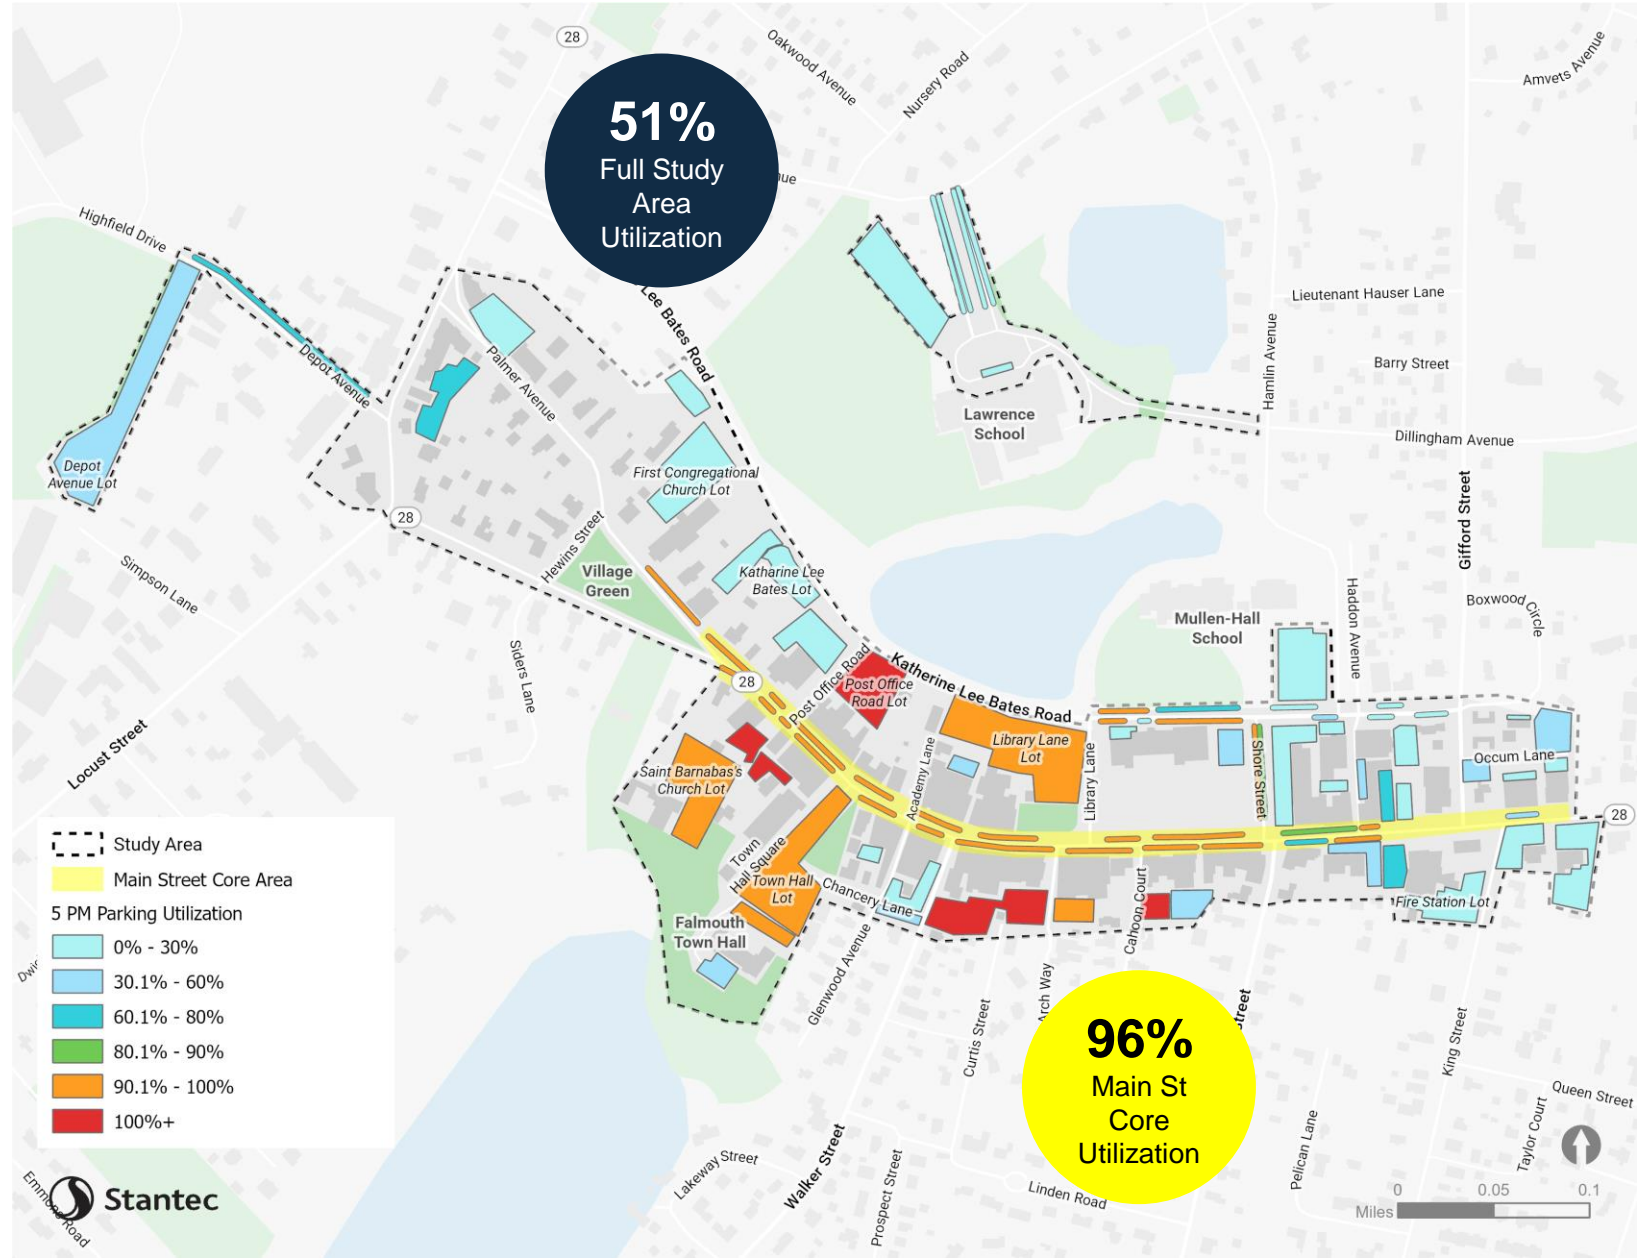 28
Oakwood Avenue
Nursery Road
Amvets Avenue
51%
Full Study
Area
Utilization
nue
Highfield Drive
Lee Bates Road
Lieutenant Hauser Lane
Hamlin Avenue
Barry Street
Depot Avenue
Palmer Avenue
Lawrence
School
Dillingham Avenue
Depot
Avenue Lot
First Congregational
Church Lot
Gifford Street
28
Hewins Street
Simpson Lane
Village
Green
Katharine Lee
Bates Lot
Haddon Avenue
Boxwood Circle
Mullen-Hall
School
Siders Lane
28
Post Office Road
Post Office
Road Lot
Katherine Lee Bates Road
Locust Street
Saint Barnabas's
Church Lot
Academy Lane
Library Lane
Lot
Library Lane
Shore Street
Occum Lane
28
Town
Hall Square
Town Hall
Lot
Chancery Lane
Cahoon Court
Fire Station Lot
Falmouth
Town Hall
Glenwood Avenue
Arch Way
Curtis Street
Street
King Street
Study Area
Main Street Core Area
5 PM Parking Utilization
0% - 30%
30.1% - 60%
60.1% - 80%
80.1% - 90%
90.1% - 100%
100%+
96%
Main St
Core
Utilization
Queen Street
Taylor Court
Pelican Lane
Walker Street
Lakeway Street
Prospect Street
Linden Road
Emmons Road
Stantec
0 0.05 0.1
Miles